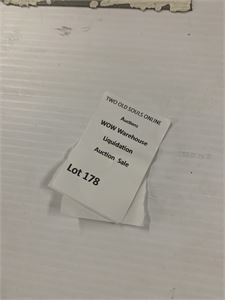 TWO OLD SOULS ONLINE
Auctions
WOW Warehouse
Liquidation
Auction Sale
Lot 178